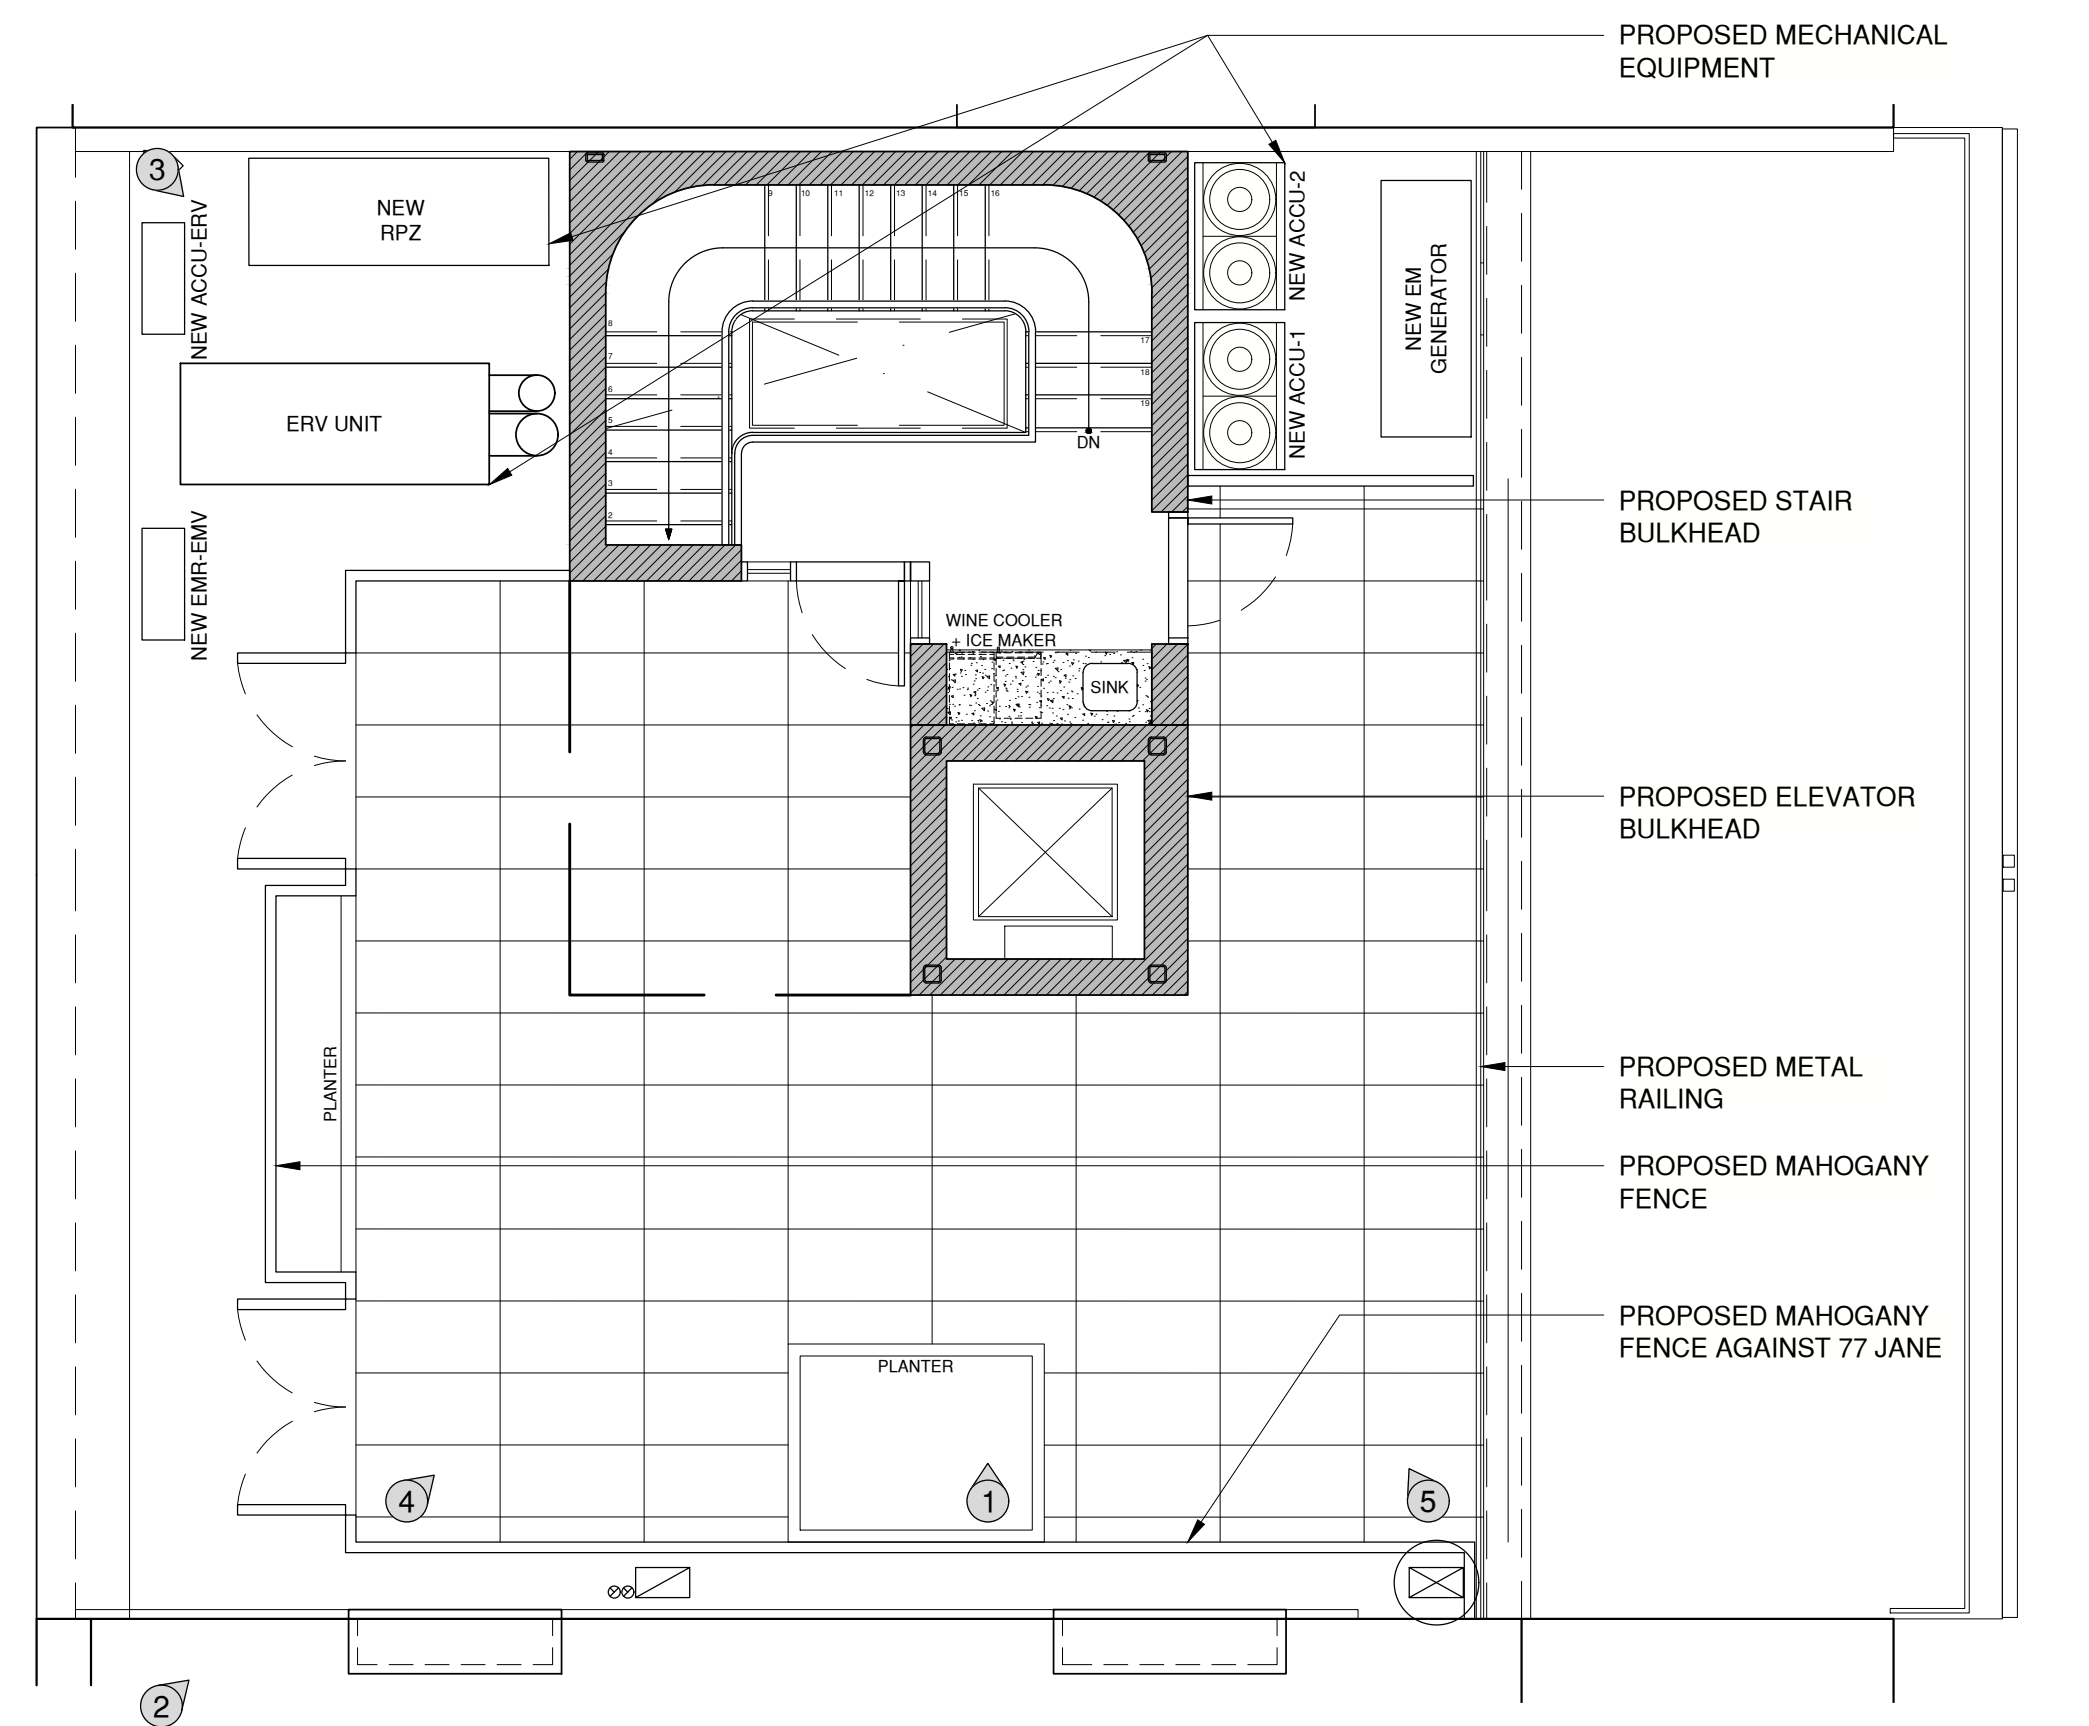 PROPOSED MECHANICAL
EQUIPMENT
3
NEW ACCU-ERV
NEW
RPZ
9
10
11
12
13
14
15
16
NEW ACCU-2
NEW EM
GENERATOR
8
7
6
5
4
3
2
17
18
19
DN
NEW ACCU-1
ERV UNIT
PROPOSED STAIR
BULKHEAD
NEW EMR-EMV
WINE COOLER
+ ICE MAKER
SINK
PROPOSED ELEVATOR
BULKHEAD
PLANTER
PROPOSED METAL
RAILING
PROPOSED MAHOGANY
FENCE
PROPOSED MAHOGANY
FENCE AGAINST 77 JANE
PLANTER
4
1
5
2